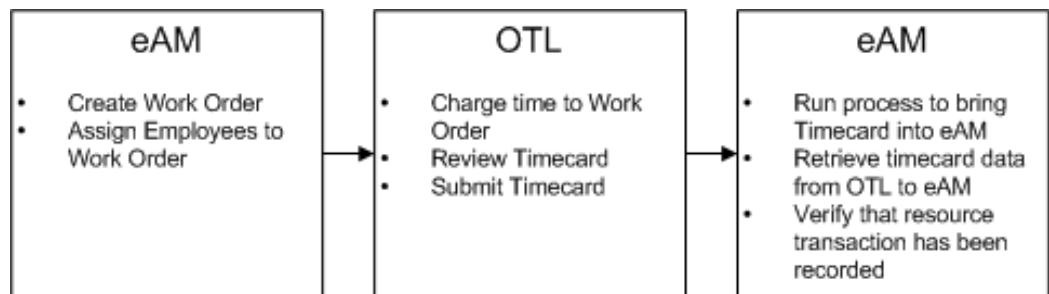 eAM
• Create Work Order
• Assign Employees to
Work Order
OTL
• Charge time to Work
Order
• Review Timecard
• Submit Timecard
eAM
• Run process to bring
Timecard into eAM
• Retrieve timecard data
from OTL to eAM
• Verify that resource
transaction has been
recorded